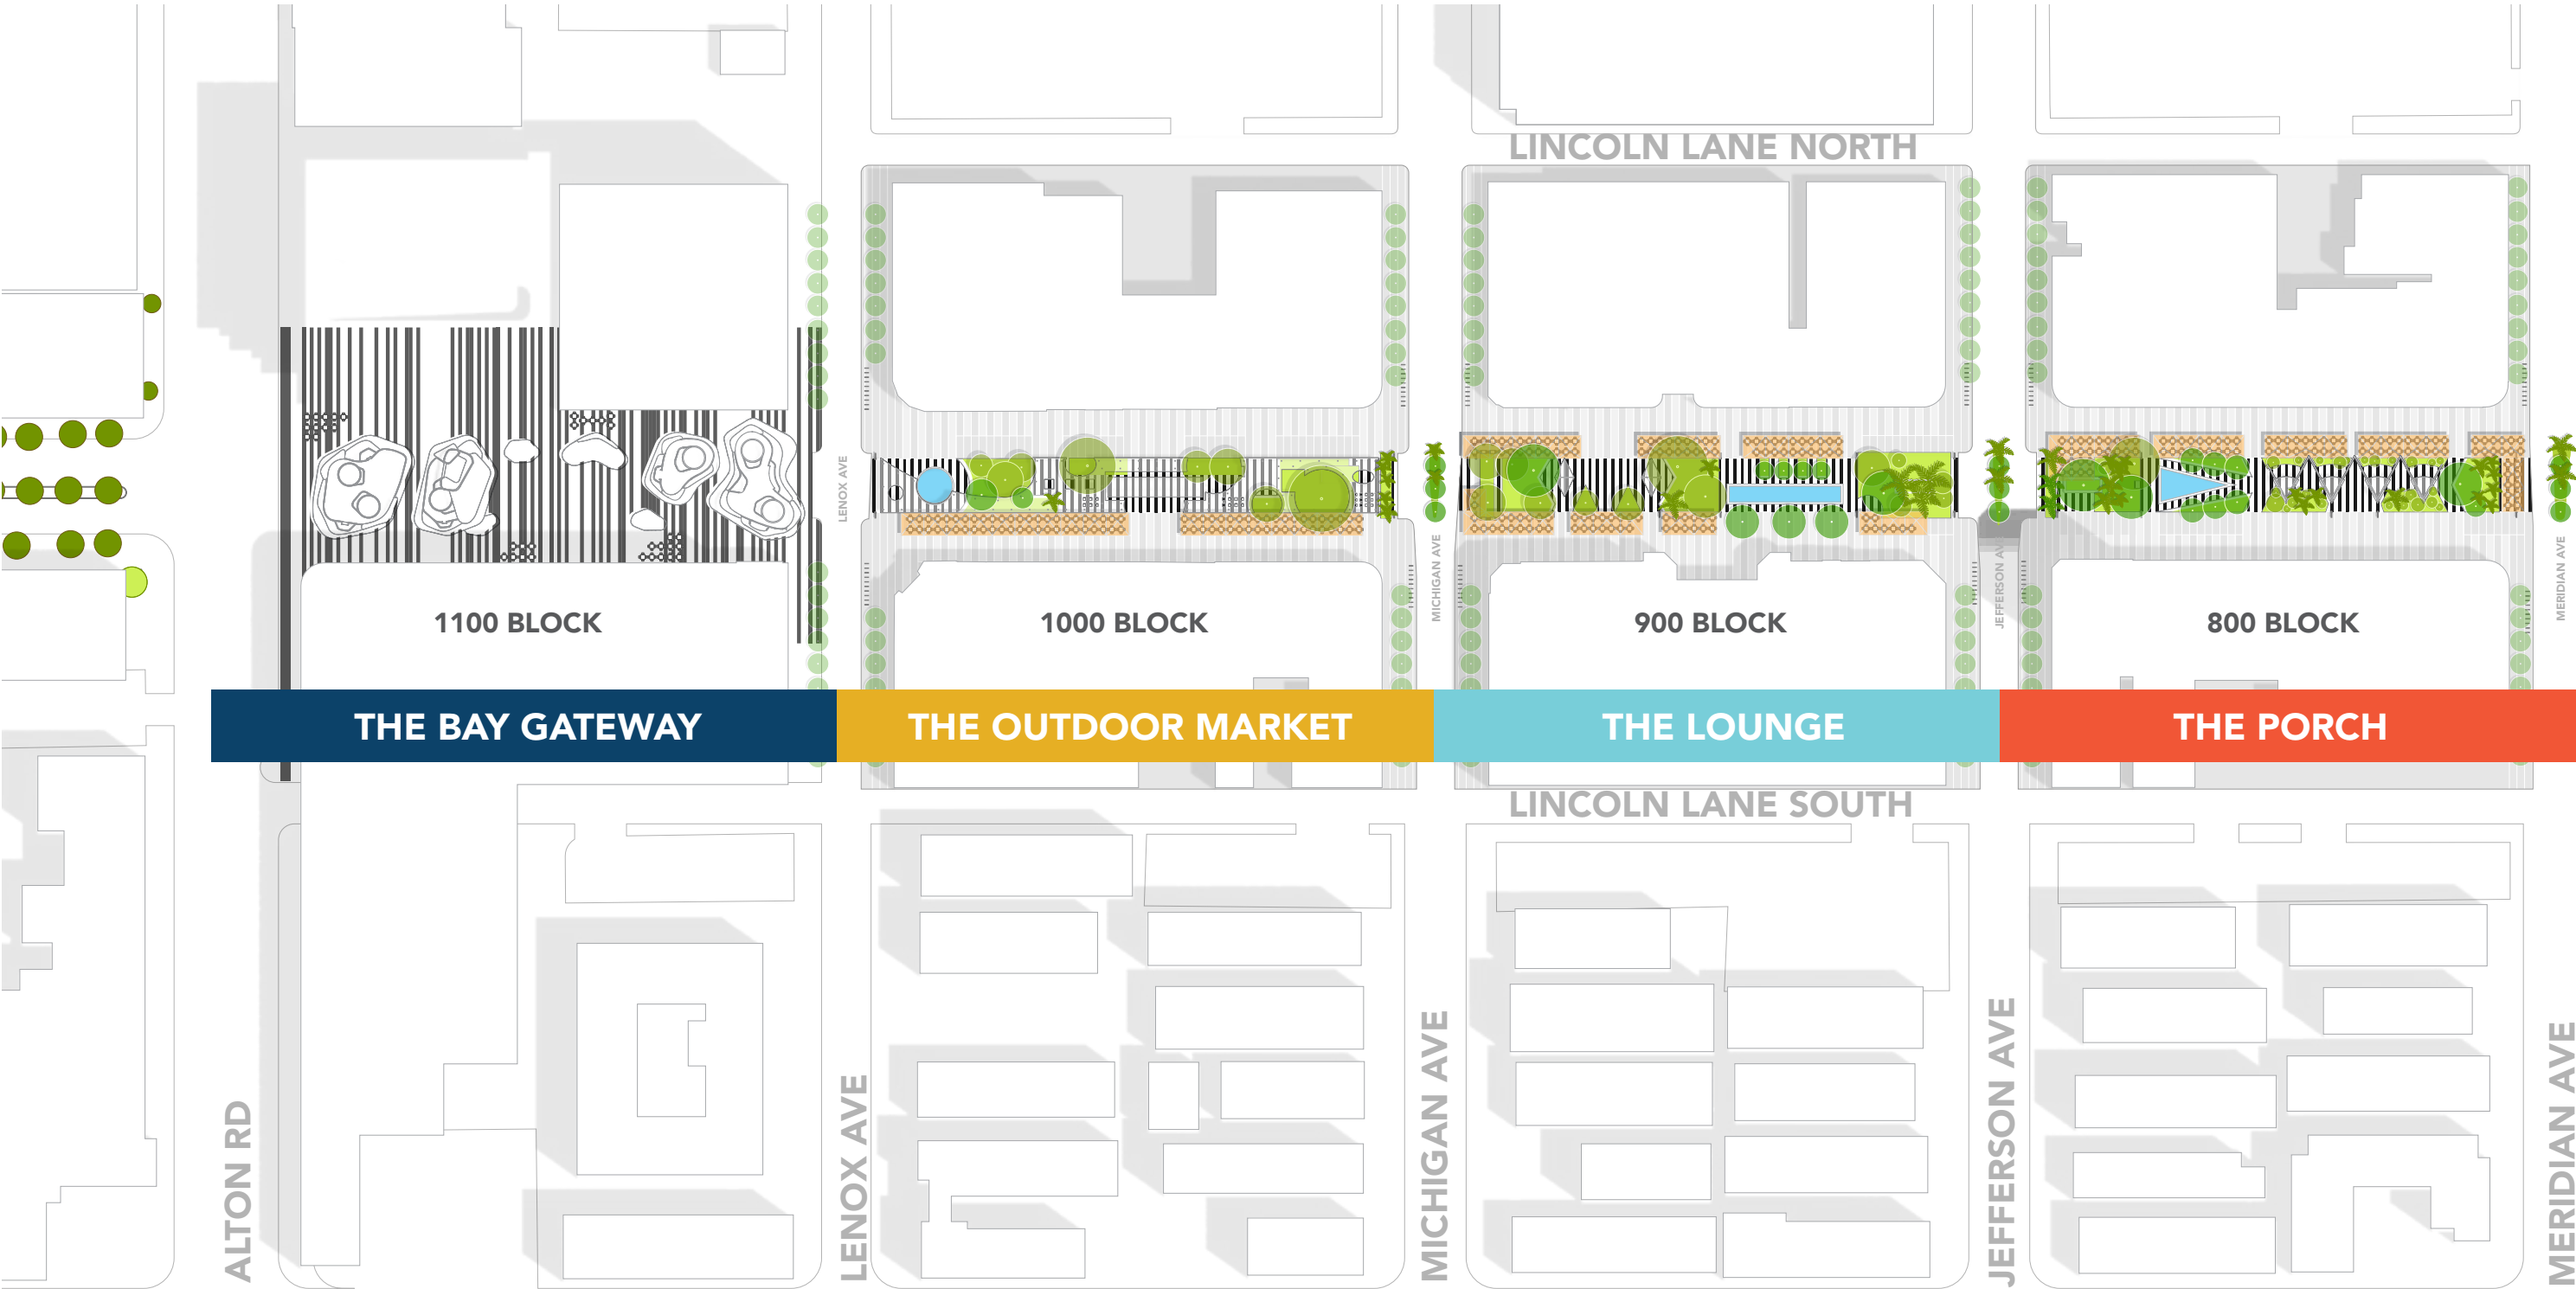 LINCOLN LANE NORTH
LENOX AVE
MICHIGAN AVE
JEFFERSON AV
MERIDIAN AVE
1100 BLOCK
1000 BLOCK
900 BLOCK
800 BLOCK
THE BAY GATEWAY
THE OUTDOOR MARKET
THE LOUNGE
THE PORCH
LINCOLN LANE SOUTH
ALTON RD
LENOX AVE
MICHIGAN AVE
JEFFERSON AVE
MERIDIAN AVE